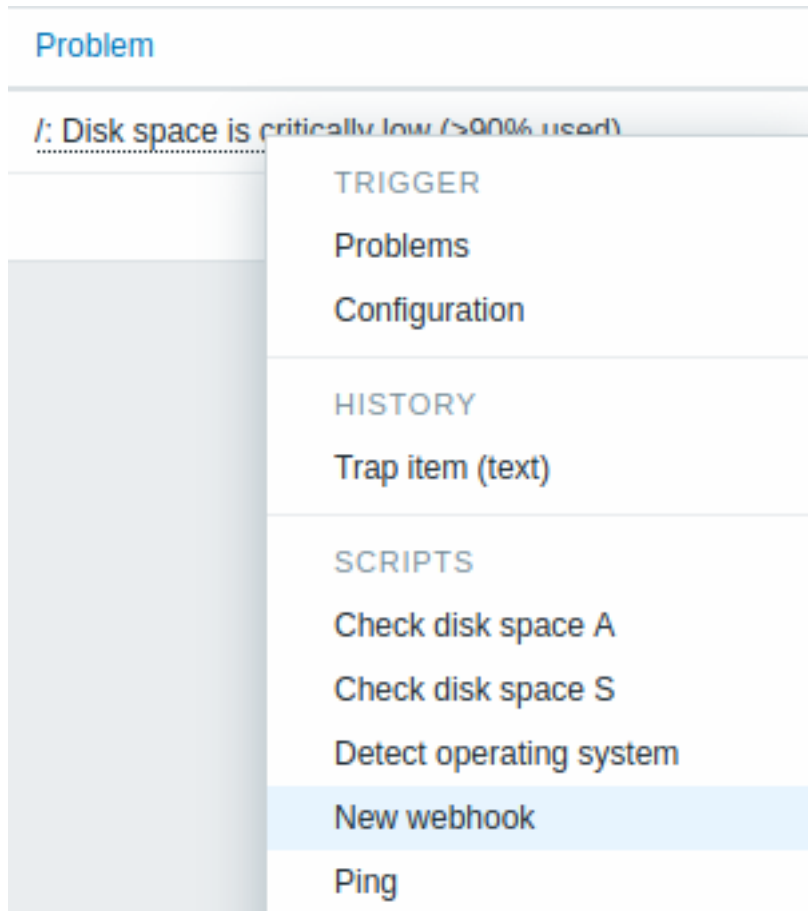 Problem
/: Disk space is critically low (>90% used)
TRIGGER
Problems
Configuration
HISTORY
Trap item (text)
SCRIPTS
Check disk space A
Check disk space S
Detect operating system
New webhook
Ping